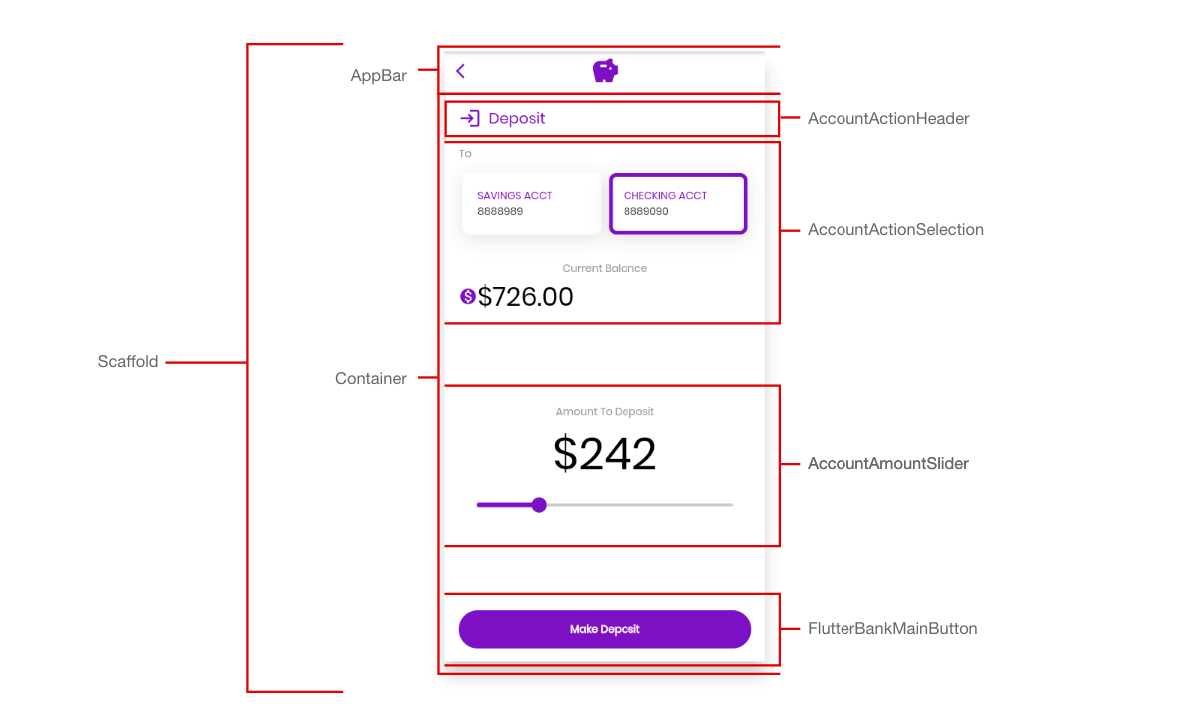 AppBar
Deposit
AccountActionHeader
To
SAVINGS ACCT
8888989
CHECKING ACCT
8889090
AccountActionSelection
Current Balance
$726.00
Scaffold
Container
Amount To Deposit
$242
AccountAmountSlider
Make Deposit
FlutterBankMainButton